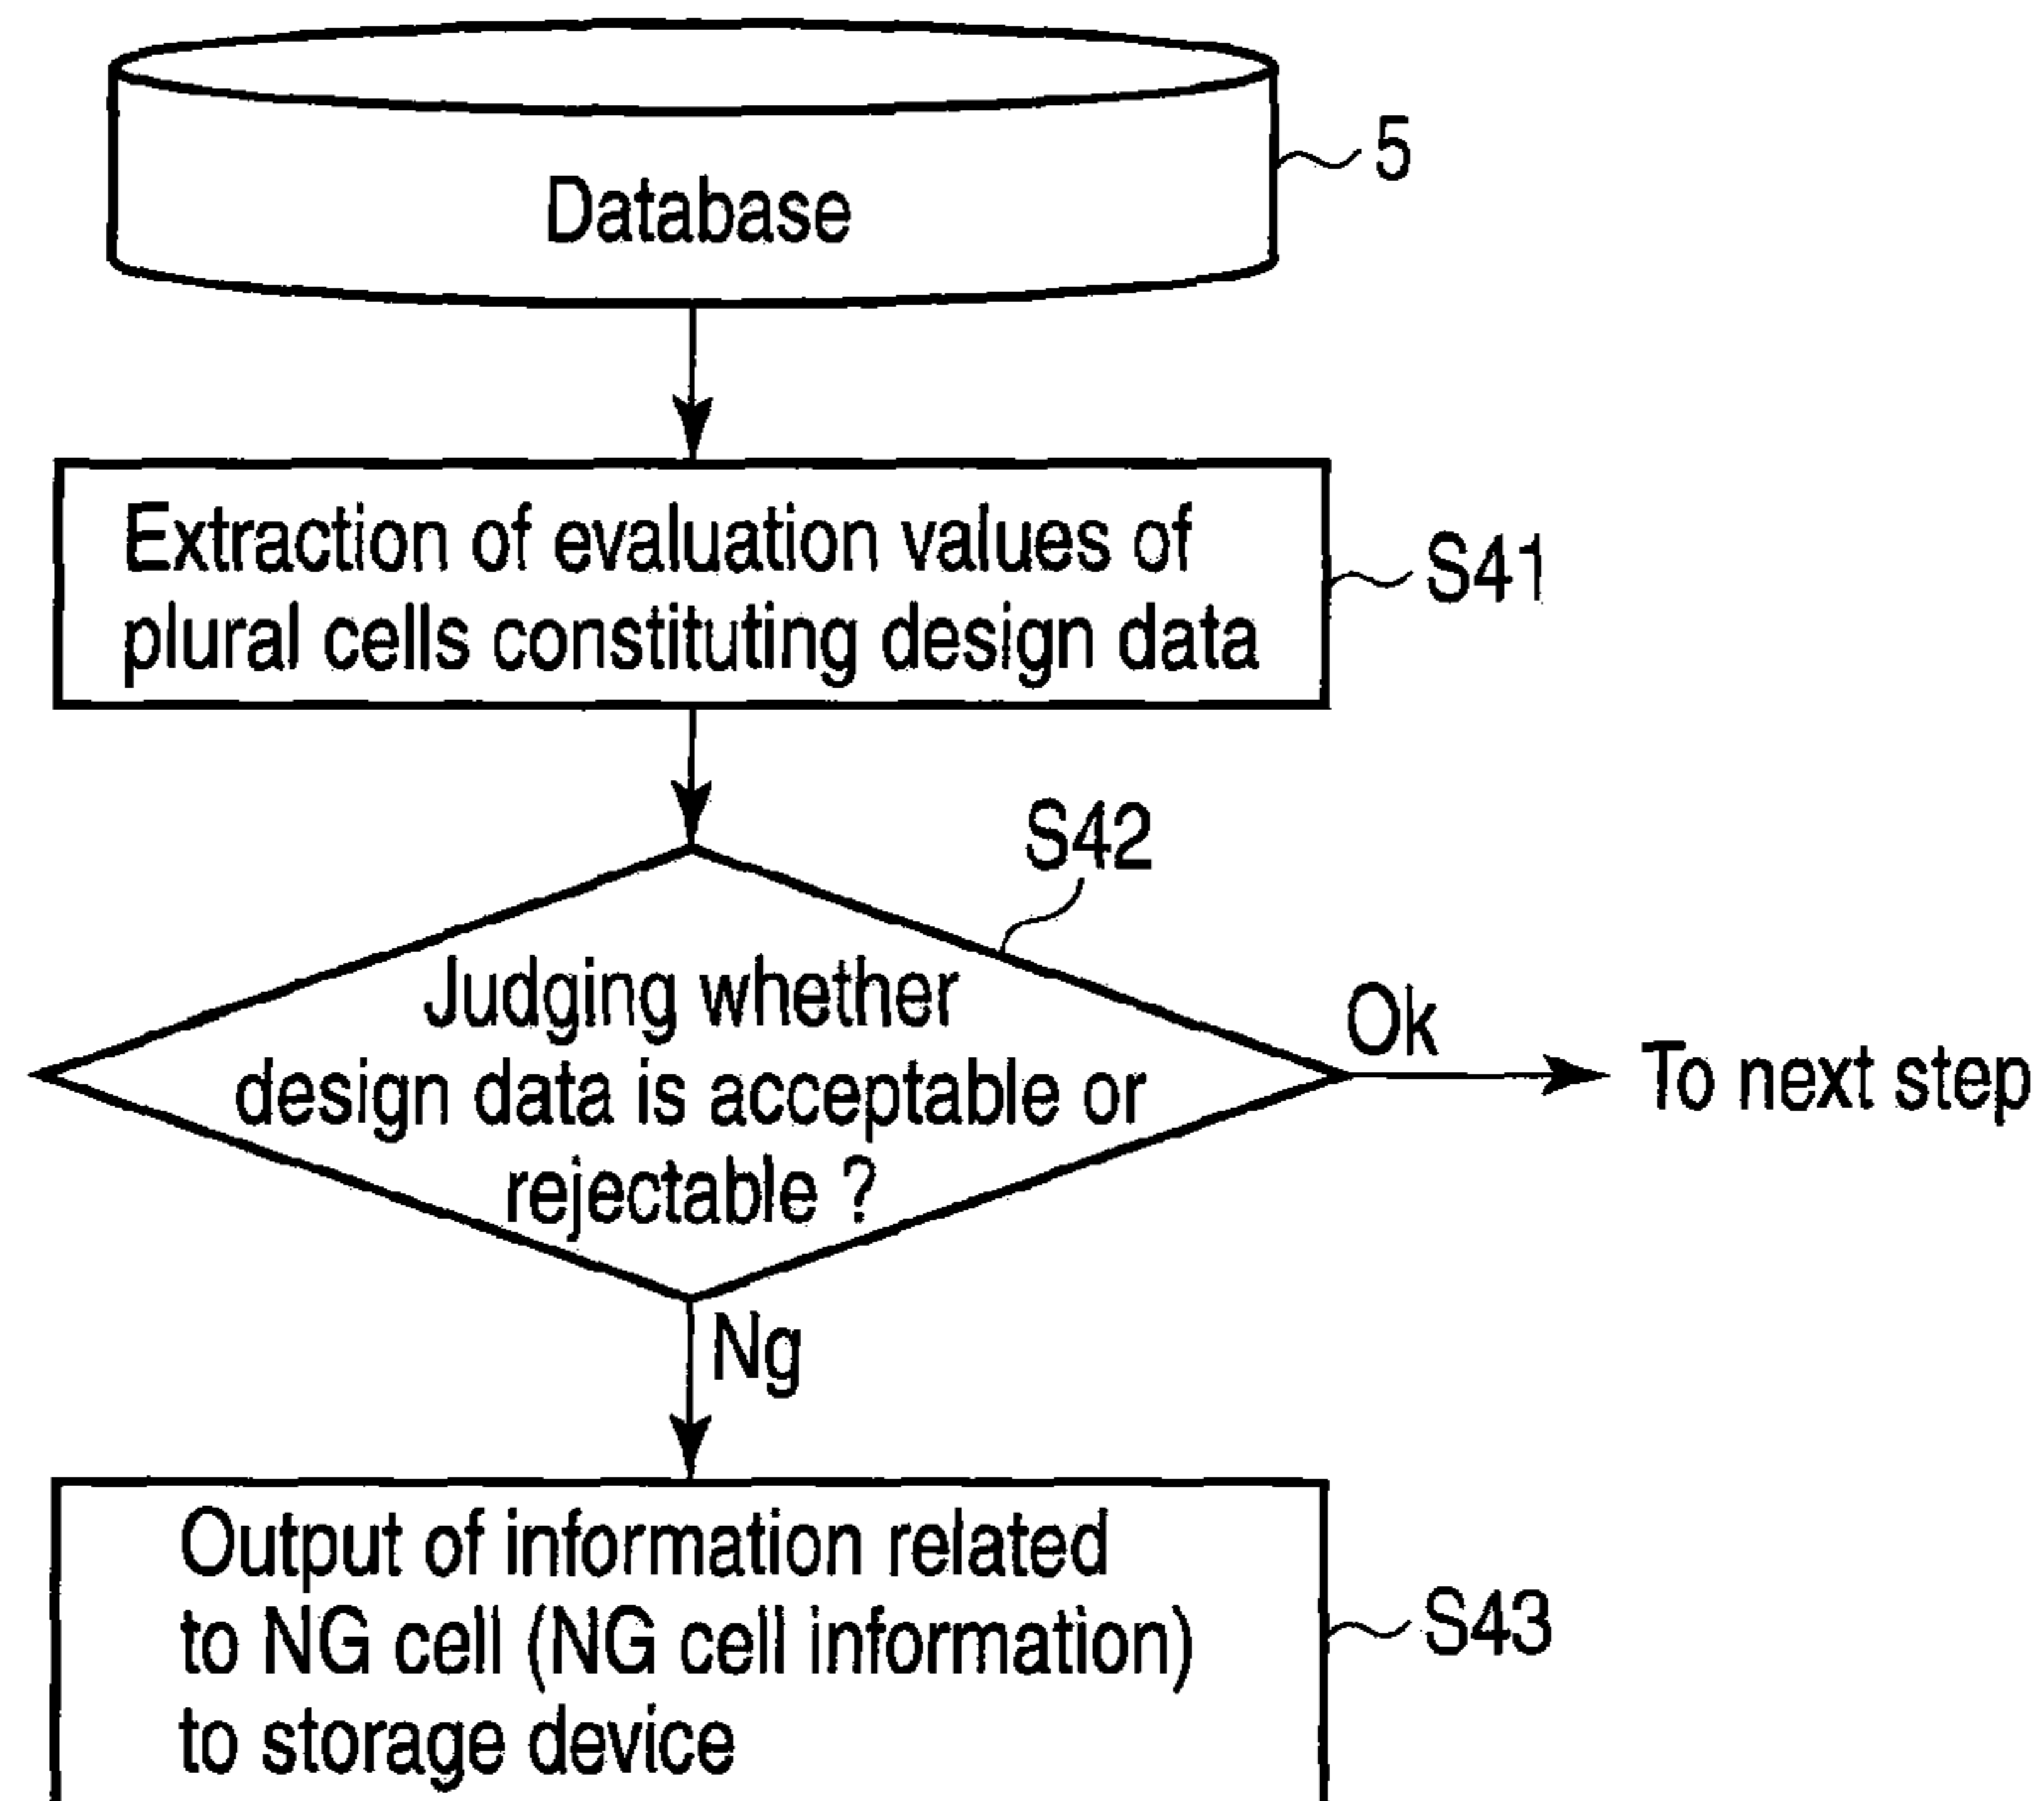 5
Database
Extraction of evaluation values of
plural cells constituting design data
S41
S42
Judging whether
design data is acceptable or
rejectable ?
Ok
To next step
Ng
Output of information related
to NG cell (NG cell information)
to storage device
S43